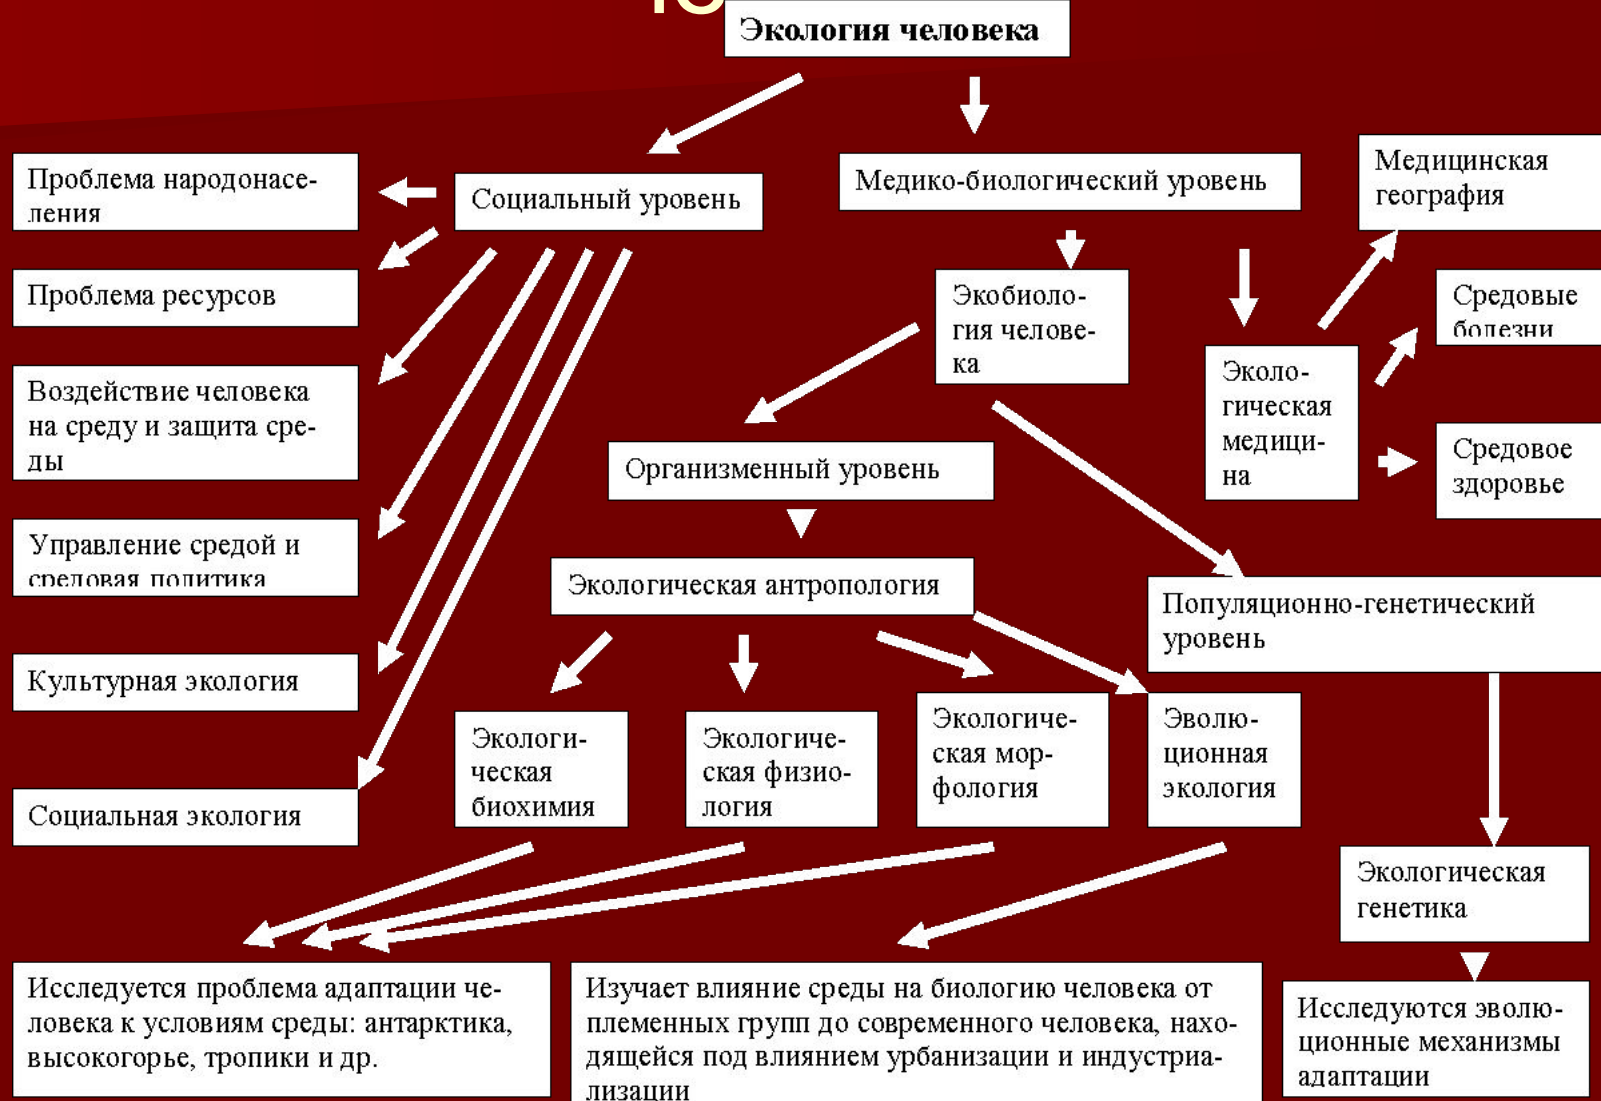 Экология человека
Социальный уровень
Медико-биологический уровень
Проблема народонасе-
ления
Проблема ресурсов
Воздействие человека
на среду и защита сре-
ды
Управление средой и
средовая политика
Культурная экология
Социальная экология
Экобиоло-
гия челове-
ка
Эколо-
гическая
медици-
на
Медицинская
география
Средовые
болезни
Средовое
здоровье
Организменный уровень
Экологическая антропология
Популяционно-генетический
уровень
Экологи-
ческая
биохимия
Экологиче-
ская физио-
логия
Экологиче-
ская мор-
фология
Эволю-
ционная
экология
Экологическая
генетика
Исследуется проблема адаптации че-
ловека к условиям среды: антарктика,
высокогорье, тропики и др.
Изучает влияние среды на биологию человека от
племенных групп до современного человека, нахо-
дящейся под влиянием урбанизации и индустриа-
лизации
Исследуются эволю-
ционные механизмы
адаптации